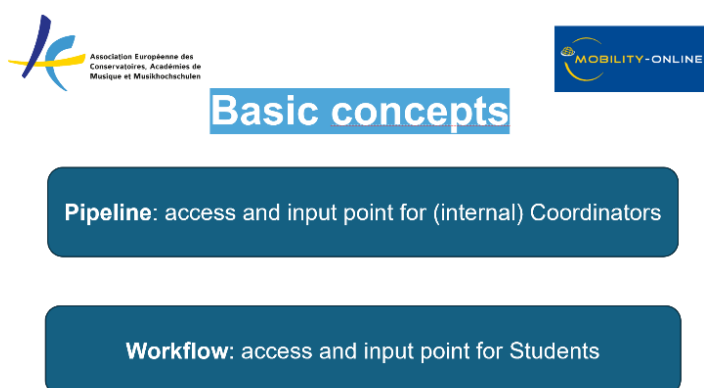 Association Européenne des
Conservatoires, Académies de
Musique et Musikhochschulen
MOBILITY-ONLINE
Basic concepts
Pipeline: access and input point for (internal) Coordinators
Workflow: access and input point for Students